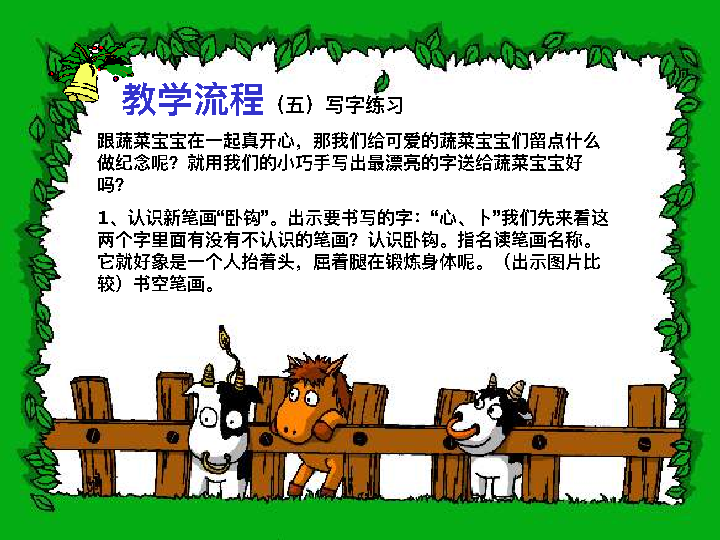 教学流程（五）写字练习
跟蔬菜宝宝在一起真开心，那我们给可爱的蔬菜宝宝们留点什么
做纪念呢？就用我们的小巧手写出最漂亮的字送给蔬菜宝宝好
吗？
1、认识新笔画“卧钩”。出示要书写的字：“心、卜”我们先来看这
两个字里面有没有不认识的笔画？认识卧钩。指名读笔画名称。
它就好象是一个人抬着头，屈着腿在锻炼身体呢。（出示图片比
较）书空笔画。